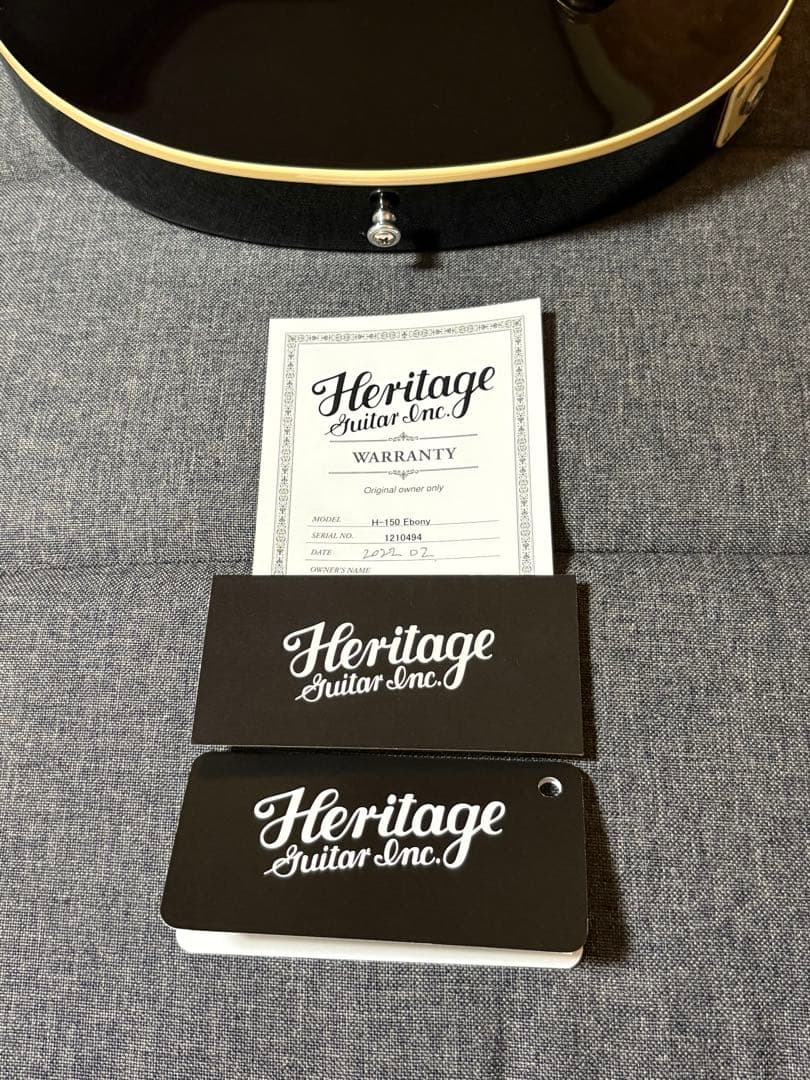 Heritage
Guitar Inc.
WARRANTY
Original owner only
MODEL H-150 Ebony
SERIAL NO. 1210494
DATE 2022 02
OWNER'S NAME
Heritage
Guitar Inc.
Heritage
Guitar Inc.